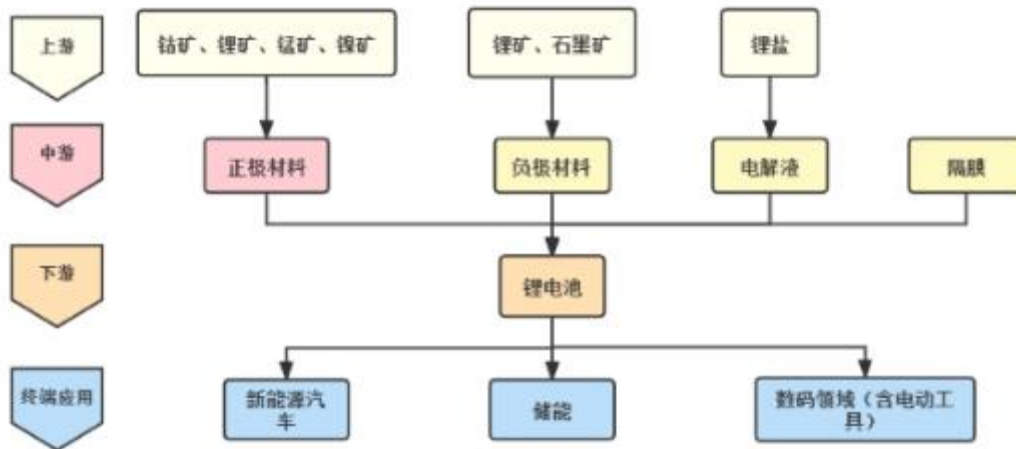 上游
钴矿、锂矿、锰矿、镍矿
锂矿、石墨矿
锂盐
中游
正极材料
负极材料
电解液
隔膜
下游
锂电池
终端应用
新能源汽
车
储能
数码领域（含电动工
具）